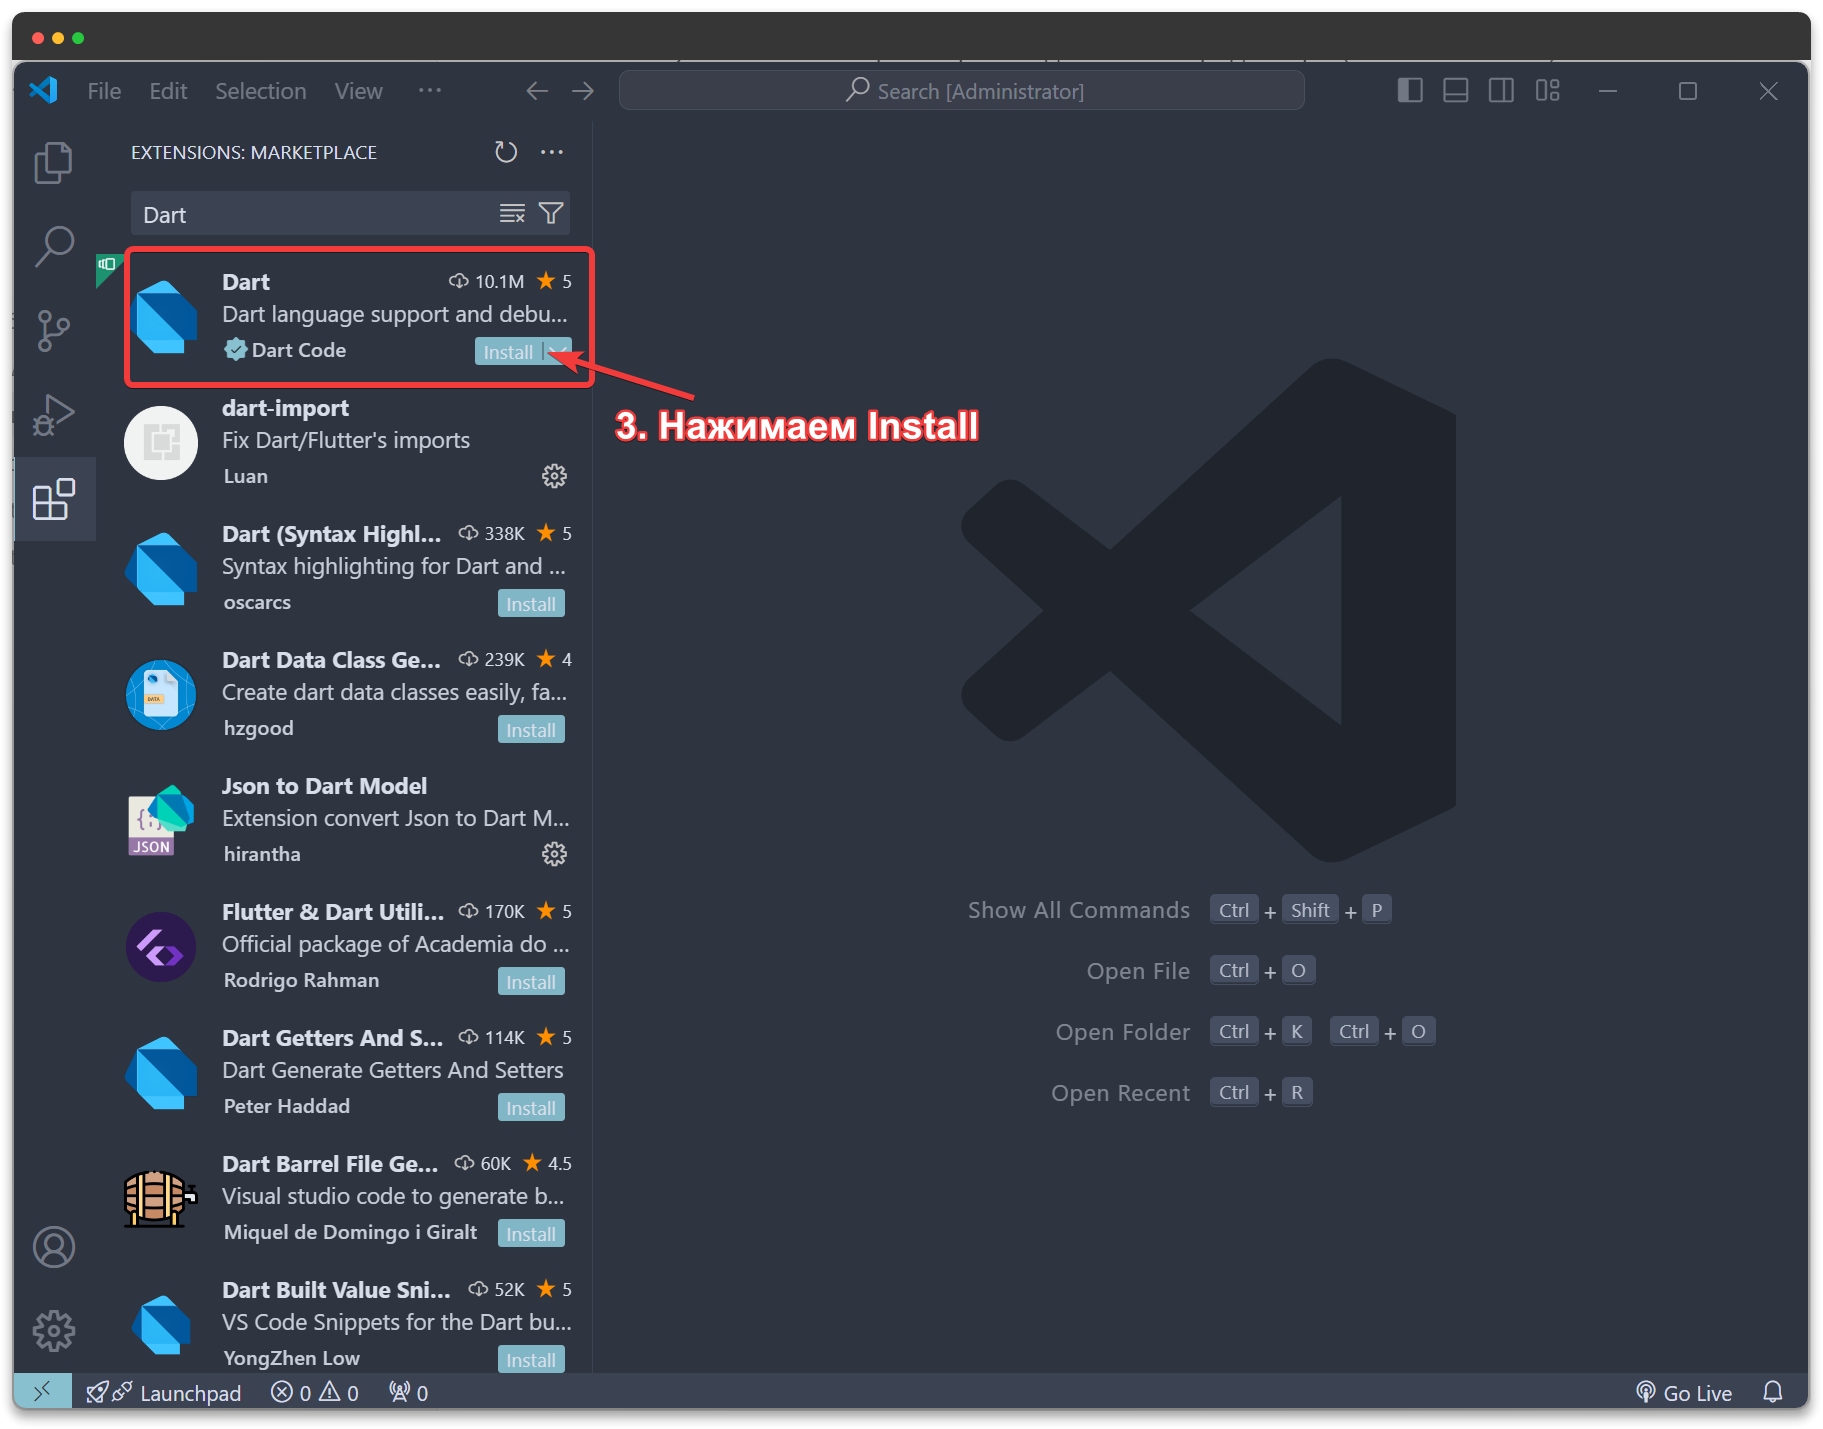 File Edit Selection View ···
Search [Administrator]
EXTENSIONS: MARKETPLACE
Dart
Dart 10.1M 5
Dart language support and debu...
Dart Code Install
3. Нажимаем Install
dart-import
Fix Dart/Flutter's imports
Luan
Dart (Syntax Highl... 338K 5
Syntax highlighting for Dart and ...
oscarcs Install
Dart Data Class Ge... 239K 4
Create dart data classes easily, fa...
DATA
hzgood Install
Json to Dart Model
Extension convert Json to Dart M...
JSON
hirantha
Flutter & Dart Utili... 170K 5
Official package of Academia do ...
Rodrigo Rahman Install
Dart Getters And S... 114K 5
Dart Generate Getters And Setters
Peter Haddad Install
Dart Barrel File Ge... 60K 4.5
Visual studio code to generate b...
Miquel de Domingo i Giralt Install
Dart Built Value Sni... 52K 5
VS Code Snippets for the Dart bu...
YongZhen Low Install
Show All Commands Ctrl + Shift + P
Open File Ctrl + O
Open Folder Ctrl + K Ctrl + O
Open Recent Ctrl + R
Launchpad 0 0 0
Go Live